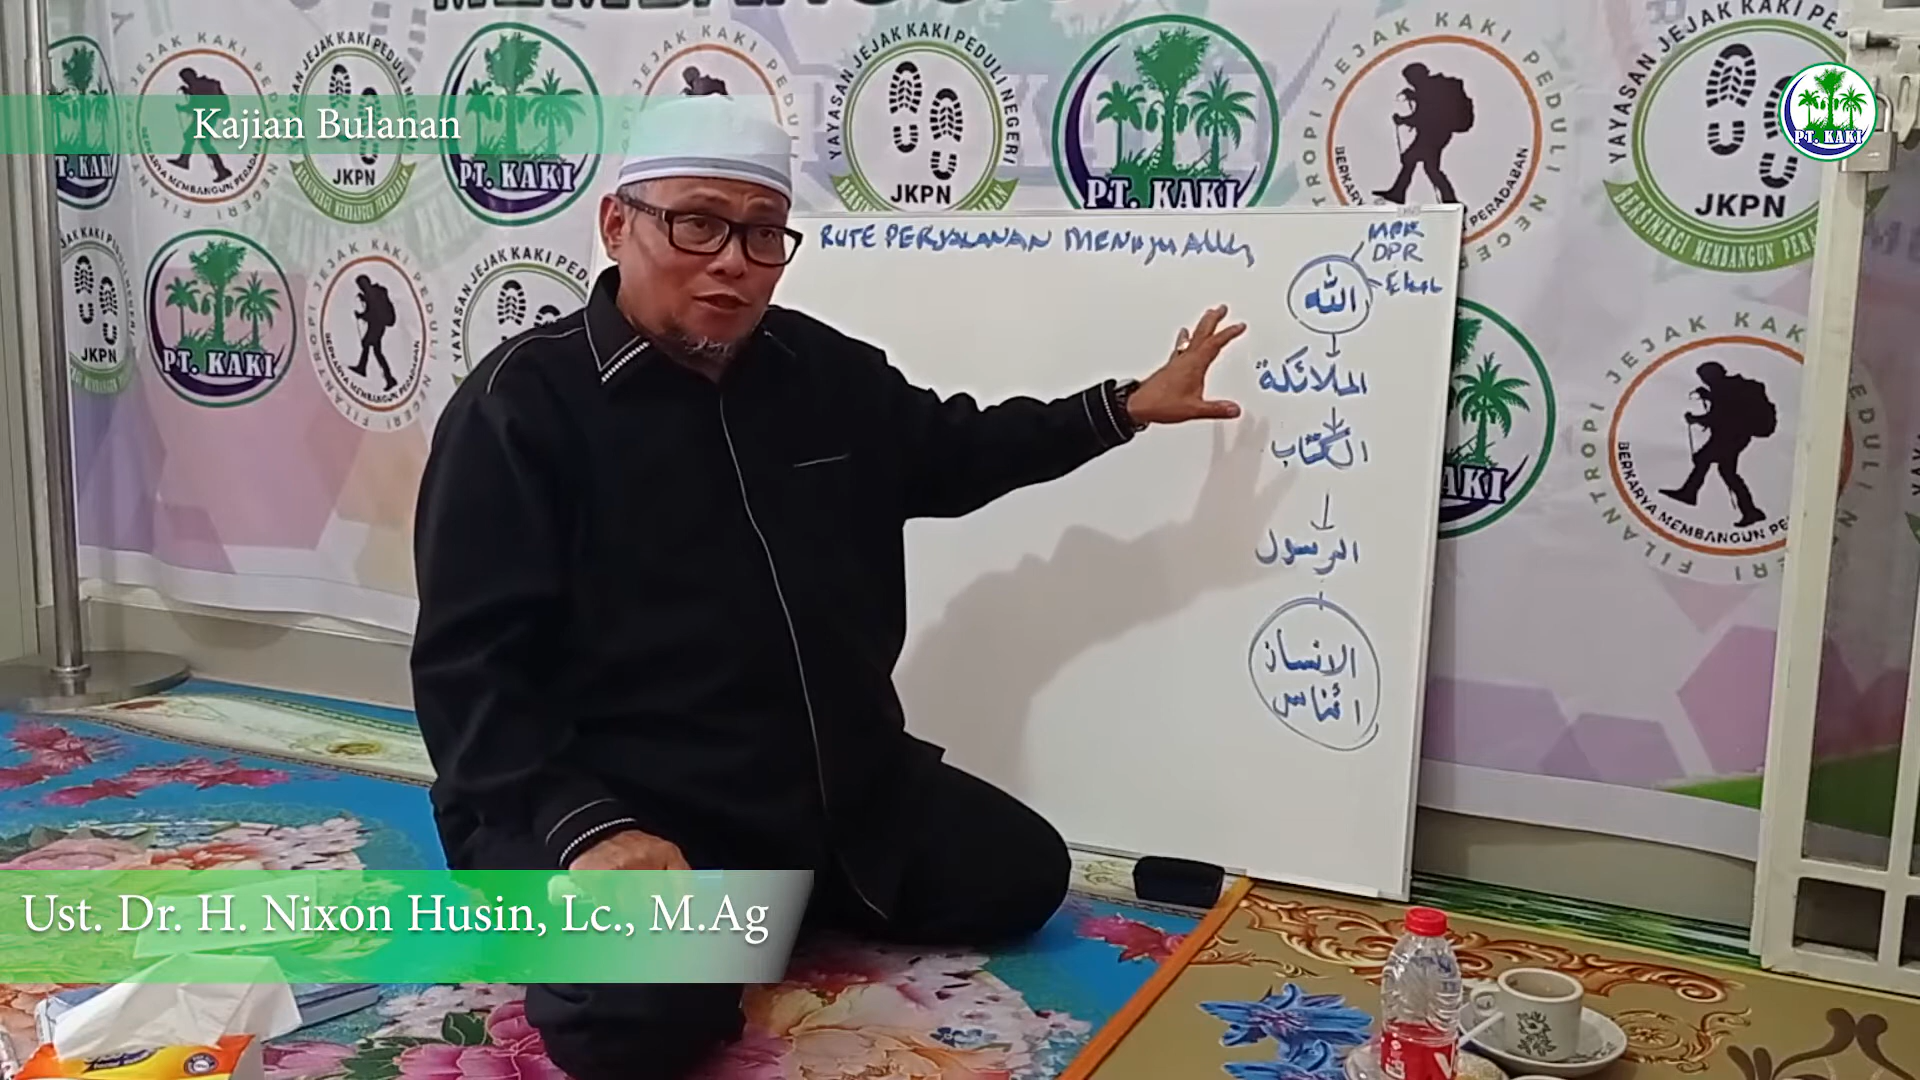 Kajian Bulanan
PT. KAKI
YAYASAN JEJAK KAKI PEDULI NEGERI
JKPN
BERSINERGI MEMBANGUN PERADABAN
FILANTROPI JEJAK KAKI PEDULI NEGERI
BERKARYA MEMBANGUN PERADABAN
RUTE PERJALANAN MENUJU ALLAH
MPR
DPR
الله
الملائكة
الكتاب
الرسول
الانسان
الناس
Ust. Dr. H. Nixon Husin, Lc., M.Ag